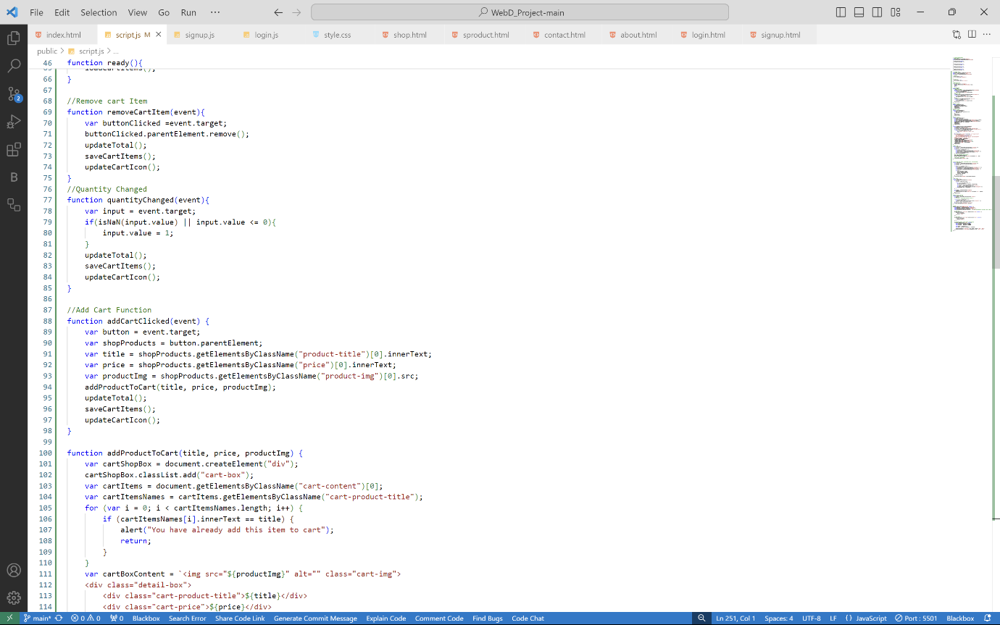 File Edit Selection View Go Run ··· WebD_Project-main
index.html script.js M signup.js login.js style.css shop.html sproduct.html contact.html about.html login.html signup.html
public > script.js > ...
46 function ready(){
65 loadCartItems();
66 }
67
68 //Remove cart Item
69 function removeCartItem(event){
70 var buttonClicked =event.target;
71 buttonClicked.parentElement.remove();
72 updateTotal();
73 saveCartItems();
74 updateCartIcon();
75 }
76 //Quantity Changed
77 function quantityChanged(event){
78 var input = event.target;
79 if(isNaN(input.value) || input.value <= 0){
80 input.value = 1;
81 }
82 updateTotal();
83 saveCartItems();
84 updateCartIcon();
85 }
86
87 //Add Cart Function
88 function addCartClicked(event) {
89 var button = event.target;
90 var shopProducts = button.parentElement;
91 var title = shopProducts.getElementsByClassName("product-title")[0].innerText;
92 var price = shopProducts.getElementsByClassName("price")[0].innerText;
93 var productImg = shopProducts.getElementsByClassName("product-img")[0].src;
94 addProductToCart(title, price, productImg);
95 updateTotal();
96 saveCartItems();
97 updateCartIcon();
98 }
99
100 function addProductToCart(title, price, productImg) {
101 var cartShopBox = document.createElement("div");
102 cartShopBox.classList.add("cart-box");
103 var cartItems = document.getElementsByClassName("cart-content")[0];
104 var cartItemsNames = cartItems.getElementsByClassName("cart-product-title");
105 for (var i = 0; i < cartItemsNames.length; i++) {
106 if (cartItemsNames[i].innerText == title) {
107 alert("You have already add this item to cart");
108 return;
109 }
110 }
111 var cartBoxContent = `<img src="${productImg}" alt="" class="cart-img">
112 <div class="detail-box">
113 <div class="cart-product-title">${title}</div>
114 <div class="cart-price">${price}</div>
2
B
main* 0 0 0 Blackbox Search Error Share Code Link Generate Commit Message Explain Code Comment Code Find Bugs Code Chat Ln 251, Col 1 Spaces: 4 UTF-8 LF {} JavaScript Port : 5501 Blackbox